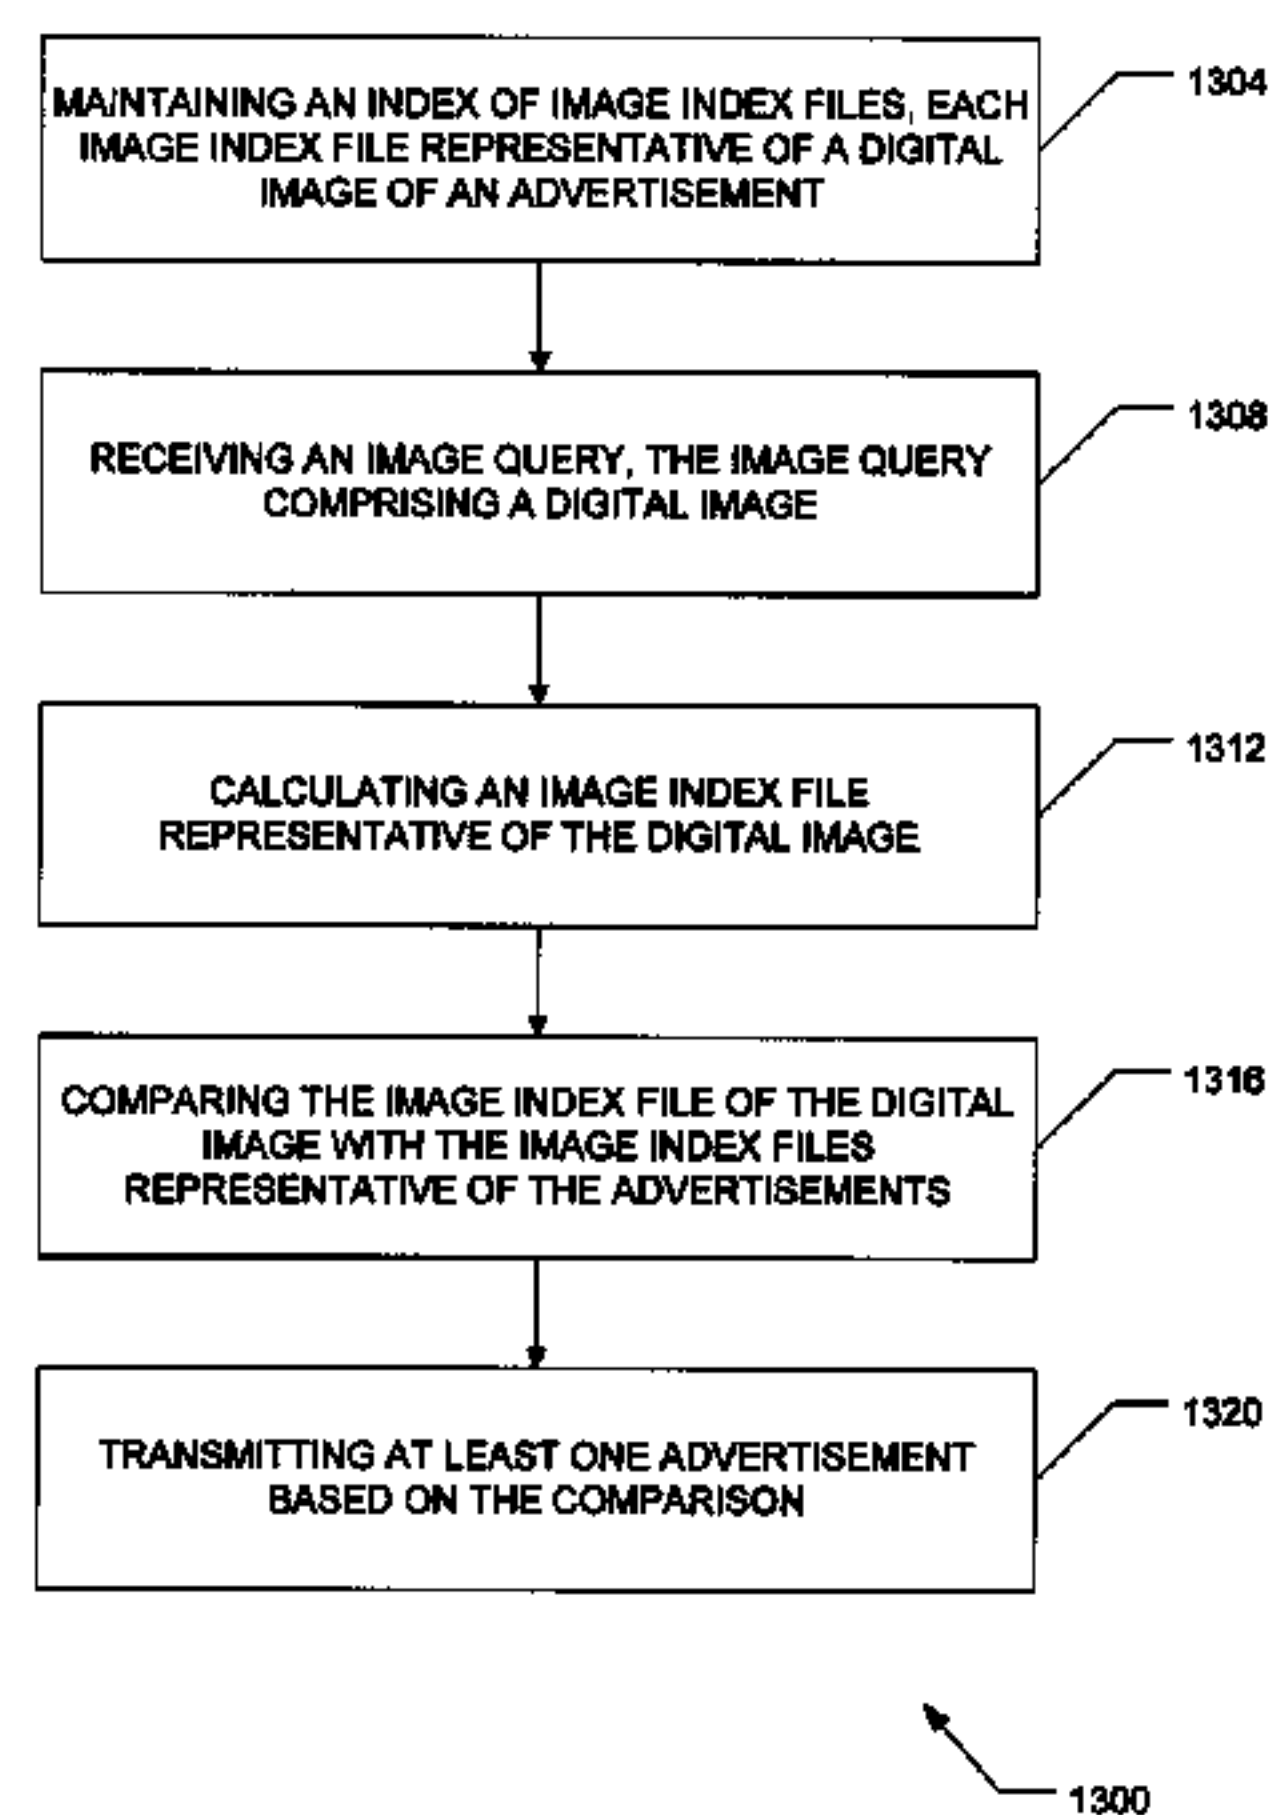 MAINTAINING AN INDEX OF IMAGE INDEX FILES, EACH
IMAGE INDEX FILE REPRESENTATIVE OF A DIGITAL
IMAGE OF AN ADVERTISEMENT
1304
RECEIVING AN IMAGE QUERY, THE IMAGE QUERY
COMPRISING A DIGITAL IMAGE
1308
CALCULATING AN IMAGE INDEX FILE
REPRESENTATIVE OF THE DIGITAL IMAGE
1312
COMPARING THE IMAGE INDEX FILE OF THE DIGITAL
IMAGE WITH THE IMAGE INDEX FILES
REPRESENTATIVE OF THE ADVERTISEMENTS
1316
TRANSMITTING AT LEAST ONE ADVERTISEMENT
BASED ON THE COMPARISON
1320
1300